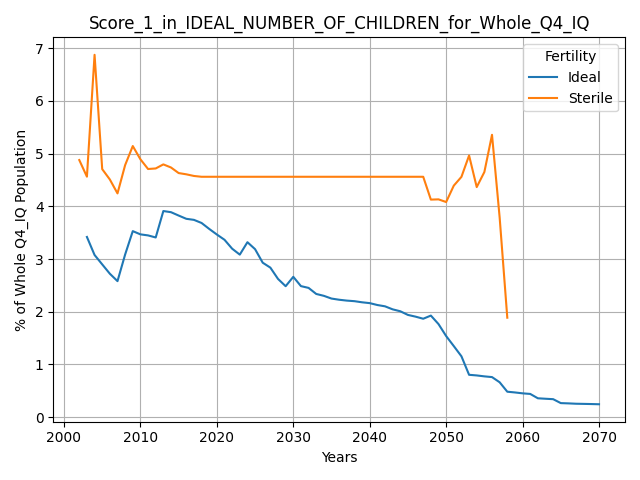 Score_1_in_IDEAL_NUMBER_OF_CHILDREN_for_Whole_Q4_IQ
% of Whole Q4_IQ Population
7
6
5
4
3
2
1
0
Fertility
Ideal
Sterile
2000 2010 2020 2030 2040 2050 2060 2070
Years